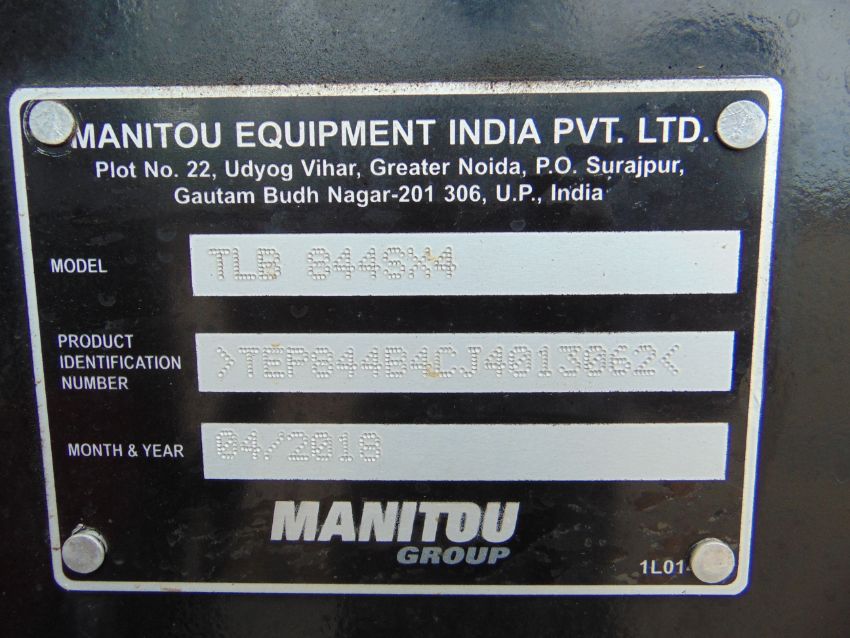 MANITOU EQUIPMENT INDIA PVT. LTD.
Plot No. 22, Udyog Vihar, Greater Noida, P.O. Surajpur,
Gautam Budh Nagar-201 306, U.P., India
MODEL TLB 844SX4
PRODUCT
IDENTIFICATION
NUMBER
>TEP844B4CJ4013062<
MONTH & YEAR 04/2018
MANITOU
GROUP
1L01